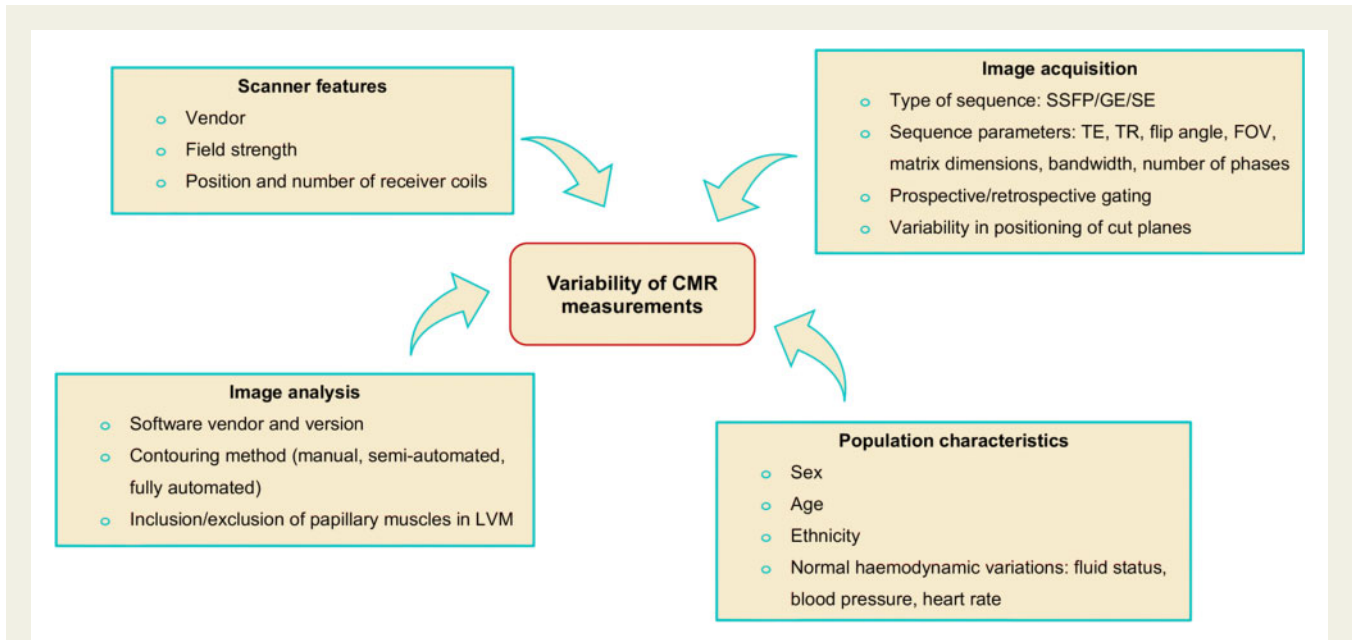 Scanner features
Vendor
Field strength
Position and number of receiver coils
Image acquisition
Type of sequence: SSFP/GE/SE
Sequence parameters: TE, TR, flip angle, FOV,
matrix dimensions, bandwidth, number of phases
Prospective/retrospective gating
Variability in positioning of cut planes
Variability of CMR
measurements
Image analysis
Software vendor and version
Contouring method (manual, semi-automated,
fully automated)
Inclusion/exclusion of papillary muscles in LVM
Population characteristics
Sex
Age
Ethnicity
Normal haemodynamic variations: fluid status,
blood pressure, heart rate